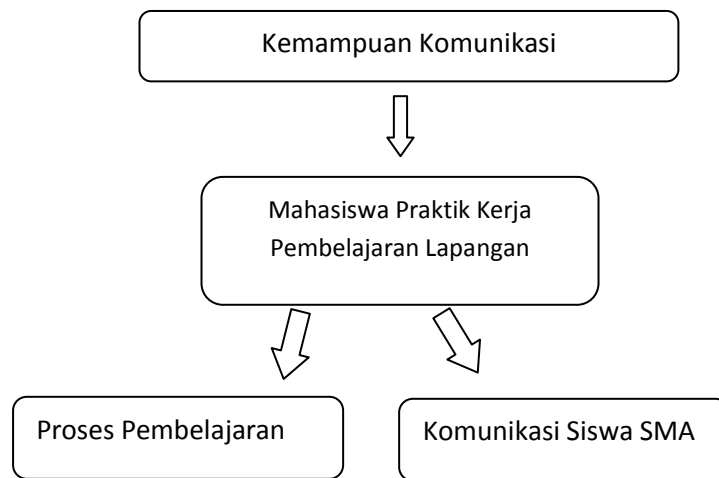 Kemampuan Komunikasi
Mahasiswa Praktik Kerja
Pembelajaran Lapangan
Proses Pembelajaran
Komunikasi Siswa SMA